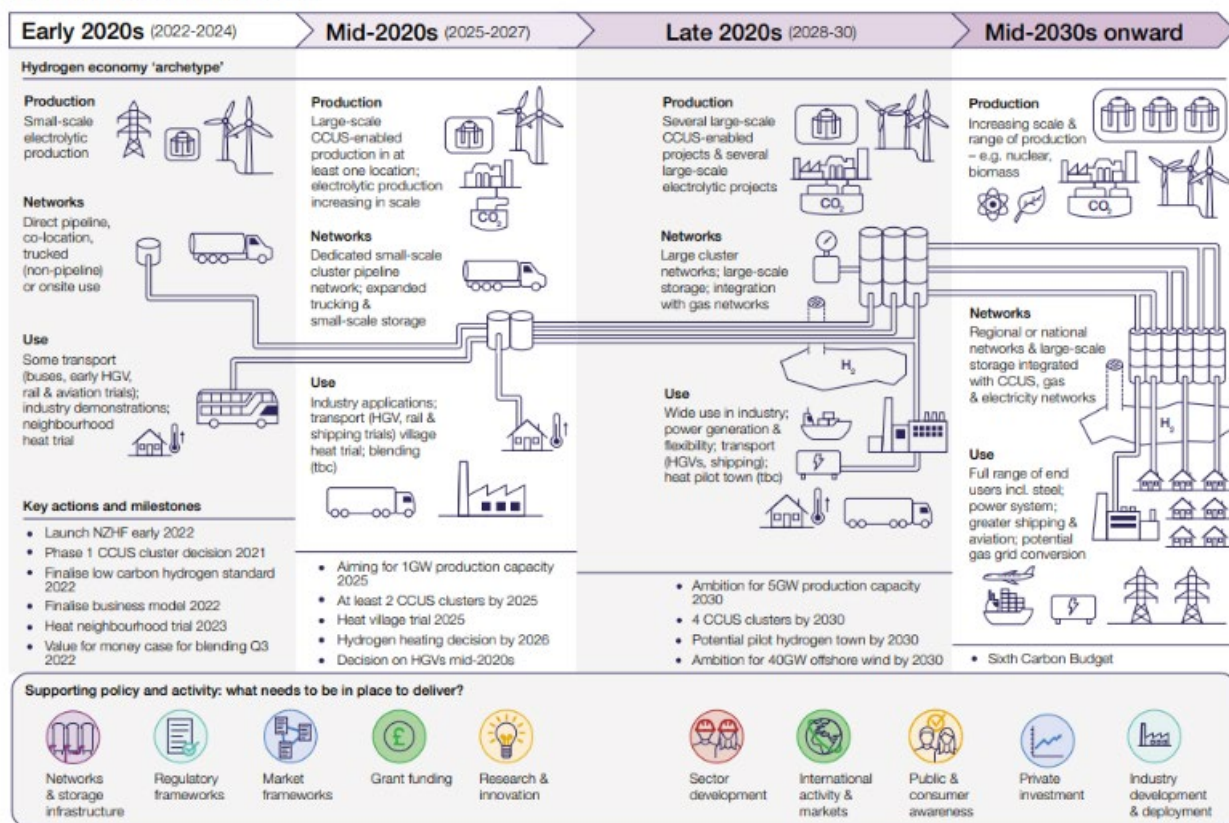 Early 2020s (2022-2024)
Mid-2020s (2025-2027)
Late 2020s (2028-30)
Mid-2030s onward
Hydrogen economy ‘archetype’
Production
Small-scale
electrolytic
production
Networks
Direct pipeline,
co-location,
trucked
(non-pipeline)
or onsite use
Use
Some transport
(buses, early HGV,
rail & aviation trials);
industry demonstrations;
neighbourhood
heat trial
Key actions and milestones
• Launch NZHF early 2022
• Phase 1 CCUS cluster decision 2021
• Finalise low carbon hydrogen standard
2022
• Finalise business model 2022
• Heat neighbourhood trial 2023
• Value for money case for blending Q3
2022
Production
Large-scale
CCUS-enabled
production in at
least one location;
electrolytic production
increasing in scale
CO2
Networks
Dedicated small-scale
cluster pipeline
network; expanded
trucking &
small-scale storage
Use
Industry applications;
transport (HGV, rail &
shipping trials) village
heat trial; blending
(tbc)
• Aiming for 1GW production capacity
2025
• At least 2 CCUS clusters by 2025
• Heat village trial 2025
• Hydrogen heating decision by 2026
• Decision on HGVs mid-2020s
Production
Several large-scale
CCUS-enabled
projects & several
large-scale
electrolytic projects
CO2
Networks
Large cluster
networks; large-scale
storage; integration
with gas networks
H2
Use
Wide use in industry;
power generation &
flexibility; transport
(HGVs, shipping);
heat pilot town (tbc)
• Ambition for 5GW production capacity
2030
• 4 CCUS clusters by 2030
• Potential pilot hydrogen town by 2030
• Ambition for 40GW offshore wind by 2030
Production
Increasing scale &
range of production
– e.g. nuclear,
biomass
CO2
Networks
Regional or national
networks & large-scale
storage integrated
with CCUS, gas
& electricity networks
H2
Use
Full range of end
users incl. steel;
power system;
greater shipping &
aviation; potential
gas grid conversion
• Sixth Carbon Budget
Supporting policy and activity: what needs to be in place to deliver?
Networks
& storage
infrastructure
Regulatory
frameworks
Market
frameworks
£
Grant funding
Research &
innovation
Sector
development
International
activity &
markets
Public &
consumer
awareness
Private
investment
Industry
development
& deployment